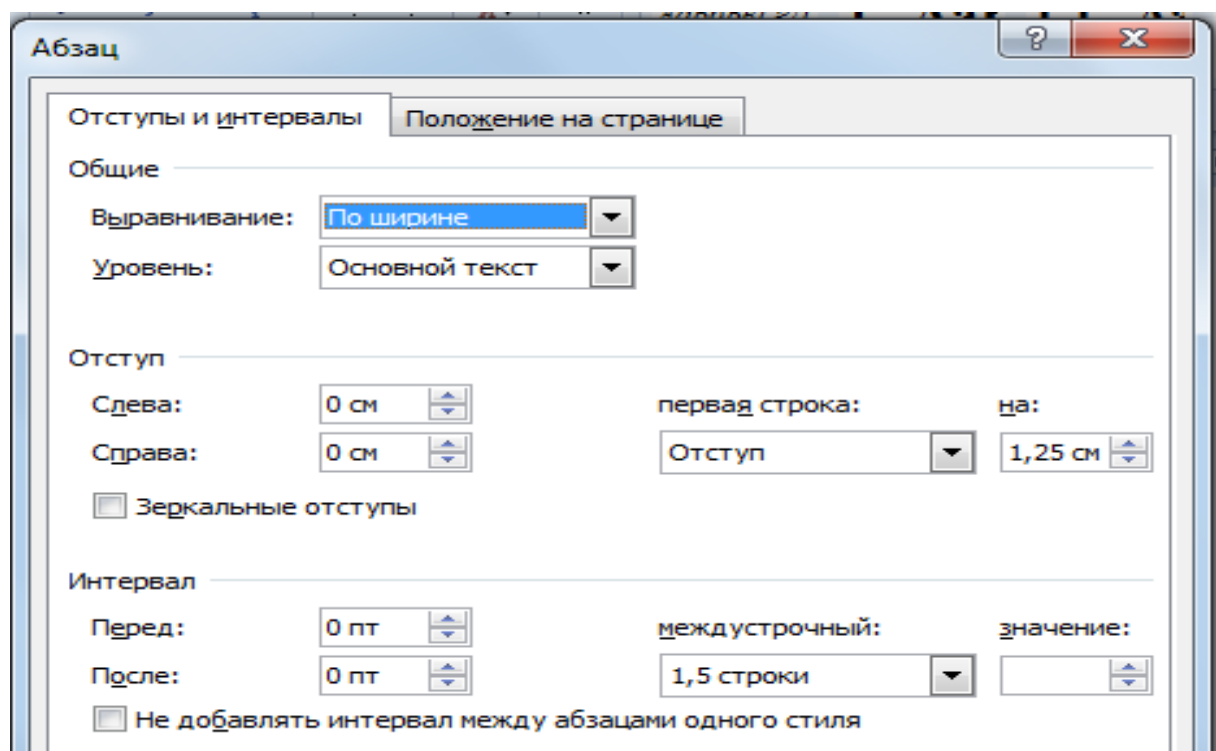 Абзац
Отступы и интервалы Положение на странице
Общие
Выравнивание: По ширине
Уровень: Основной текст
Отступ
Слева: 0 см первая строка: на:
Справа: 0 см Отступ 1,25 см
Зеркальные отступы
Интервал
Перед: 0 пт междустрочный: значение:
После: 0 пт 1,5 строки
Не добавлять интервал между абзацами одного стиля